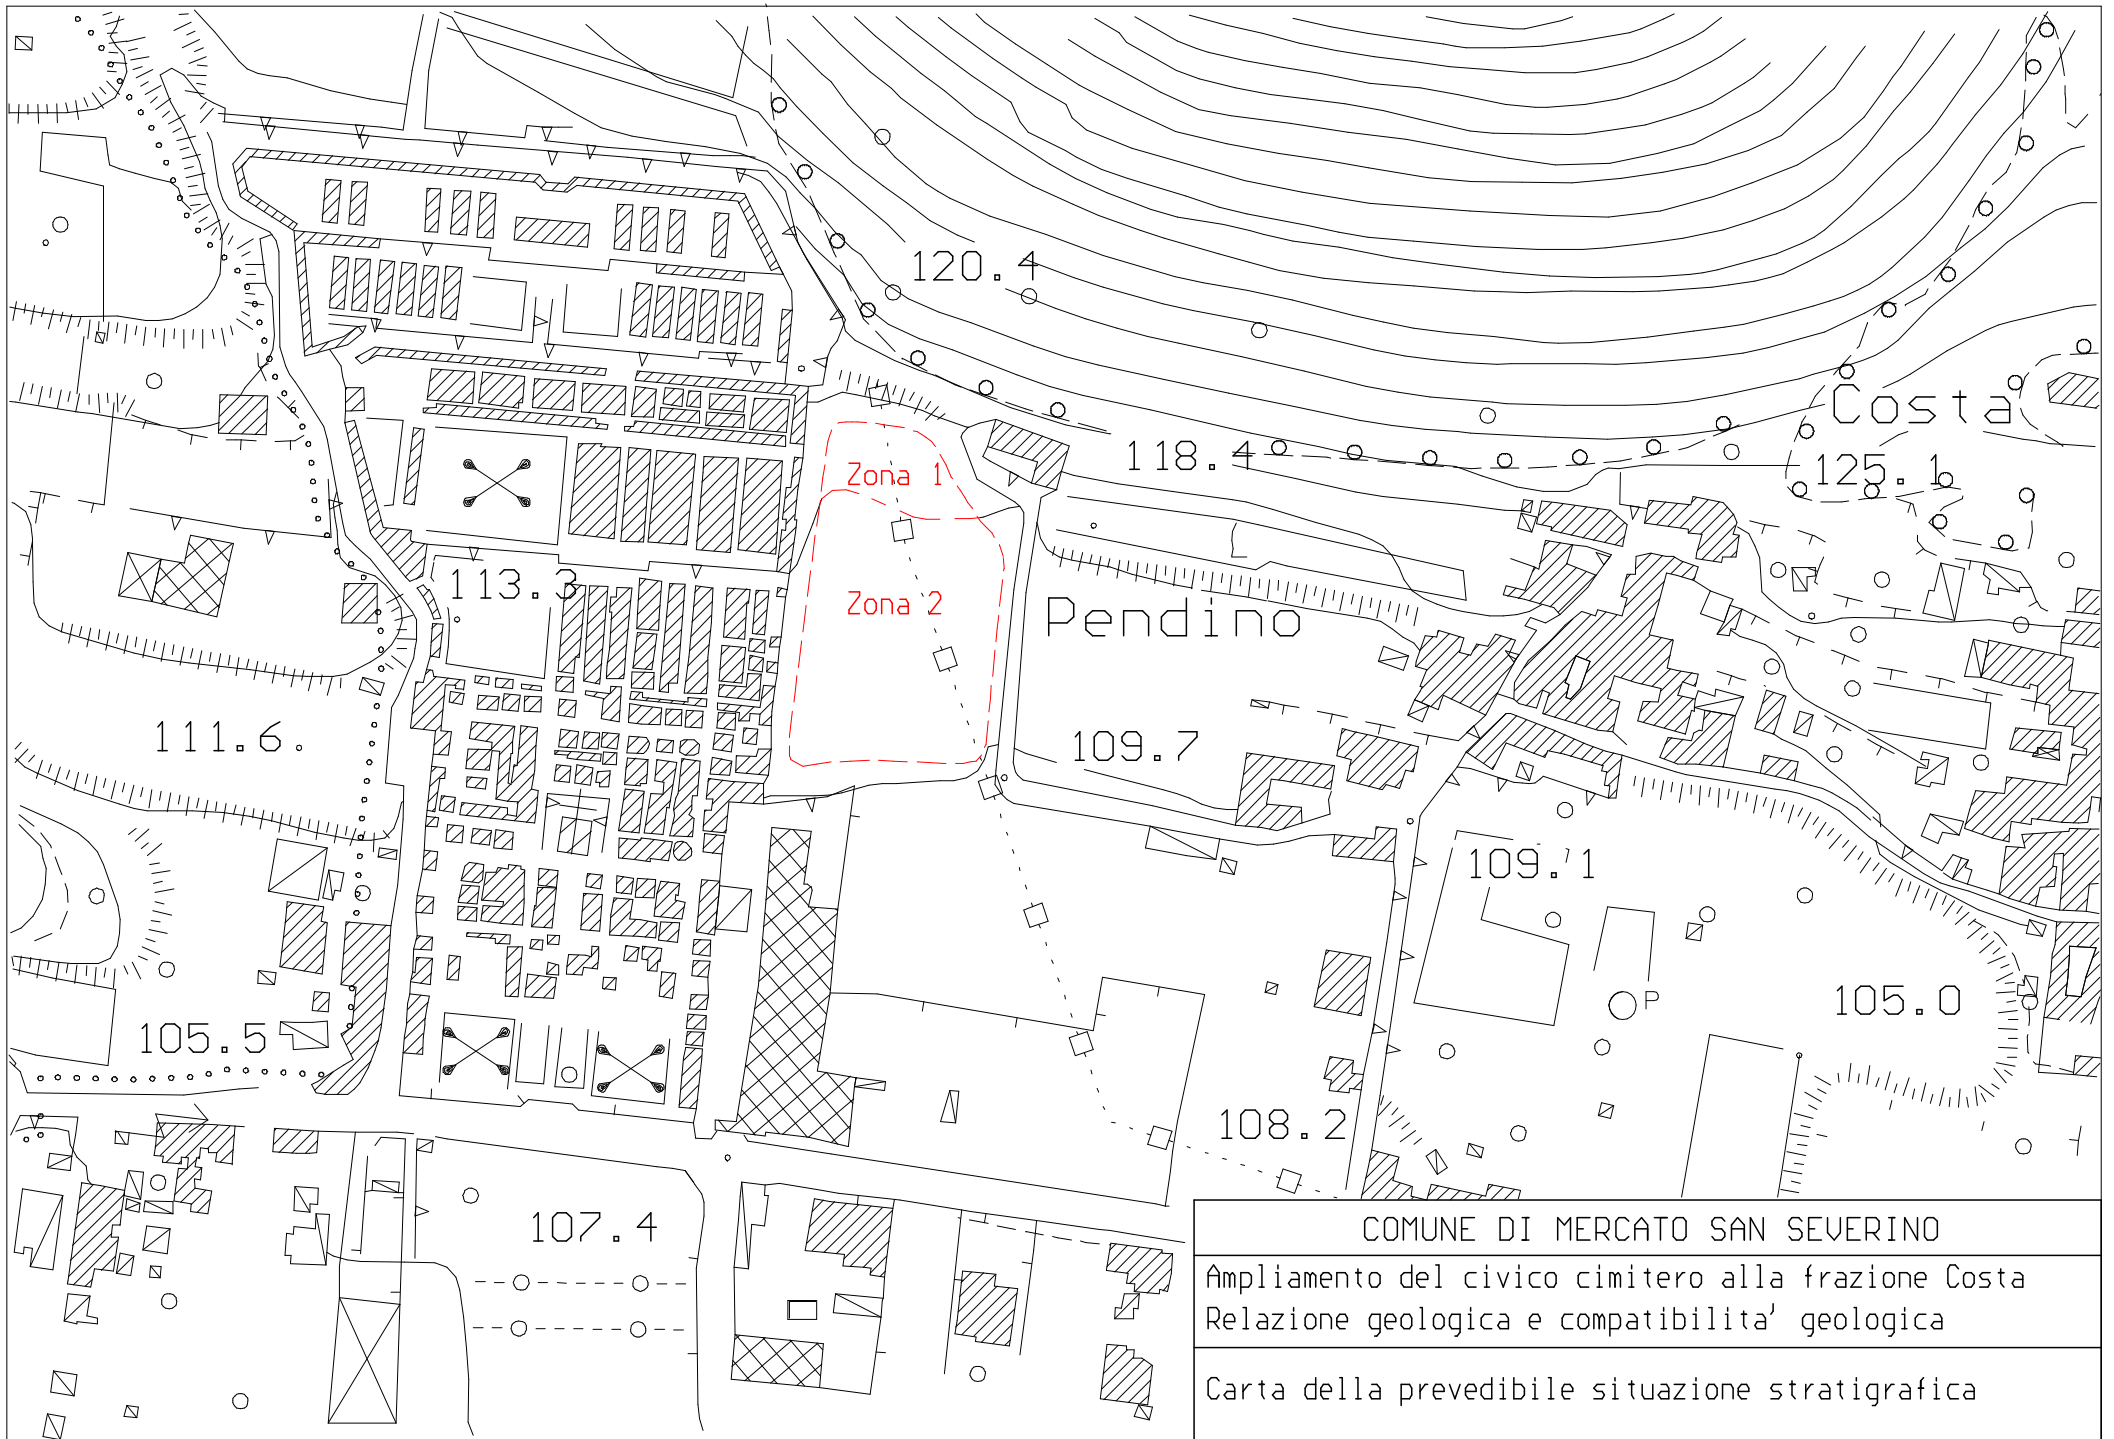 120.4
Costa
118.4
125.1
Zona 1
113.3
Zona 2
Pendino
111.6
109.7
109.1
P
105.0
105.5
108.2
107.4
COMUNE DI MERCATO SAN SEVERINO
Ampliamento del civico cimitero alla frazione Costa
Relazione geologica e compatibilita' geologica
Carta della prevedibile situazione stratigrafica